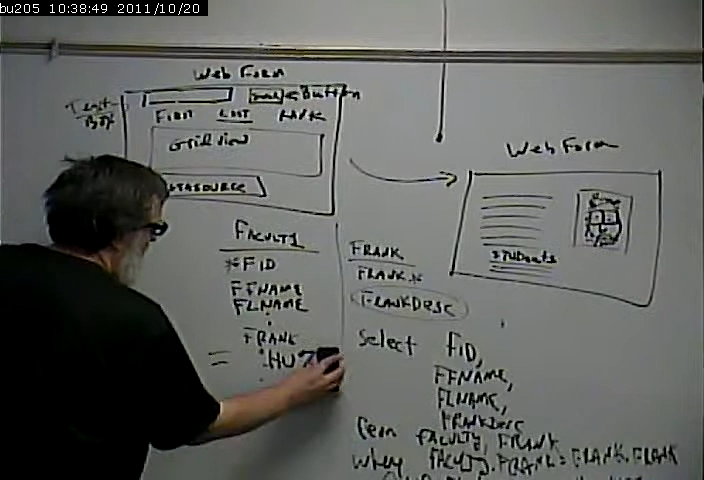 bu205 10:38:49 2011/10/20
Web Form
Text Box
Button
FIRST LAST RANK
GridView
DATASOURCE
Web Form
STUDENTS
FACULTY
*FID
FFNAME
FLNAME
FRANK
= HU
FRANK
FRANK *
FRANKDESC
Select FID,
FFNAME,
FLNAME,
FRANKDESC
From FACULTY, FRANK
Where FACULTY.FRANK = FRANK.FRANK